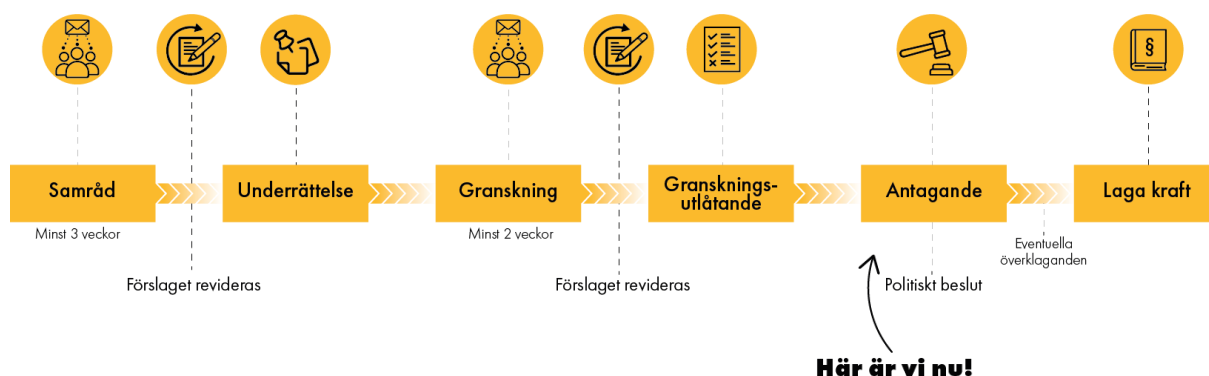 §
Samråd
Underrättelse
Granskning
Gransknings-
utlåtande
Antagande
Laga kraft
Minst 3 veckor
Minst 2 veckor
Eventuella
överklaganden
Förslaget revideras
Förslaget revideras
Politiskt beslut
Här är vi nu!